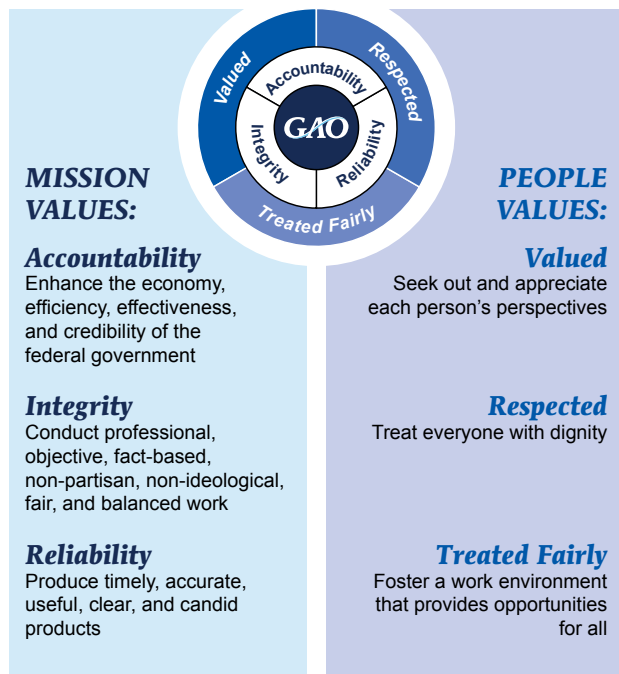 Valued
Respected
Accountability
Integrity
Reliability
GAO
Treated Fairly
MISSION
VALUES:
Accountability
Enhance the economy,
efficiency, effectiveness,
and credibility of the
federal government
Integrity
Conduct professional,
objective, fact-based,
non-partisan, non-ideological,
fair, and balanced work
Reliability
Produce timely, accurate,
useful, clear, and candid
products
PEOPLE
VALUES:
Valued
Seek out and appreciate
each person’s perspectives
Respected
Treat everyone with dignity
Treated Fairly
Foster a work environment
that provides opportunities
for all